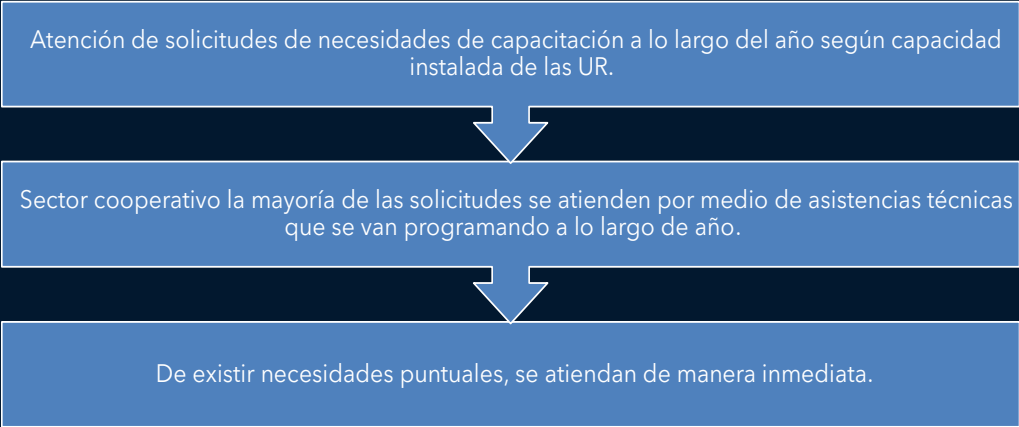 Atención de solicitudes de necesidades de capacitación a lo largo del año según capacidad
instalada de las UR.
Sector cooperativo la mayoría de las solicitudes se atienden por medio de asistencias técnicas
que se van programando a lo largo de año.
De existir necesidades puntuales, se atiendan de manera inmediata.